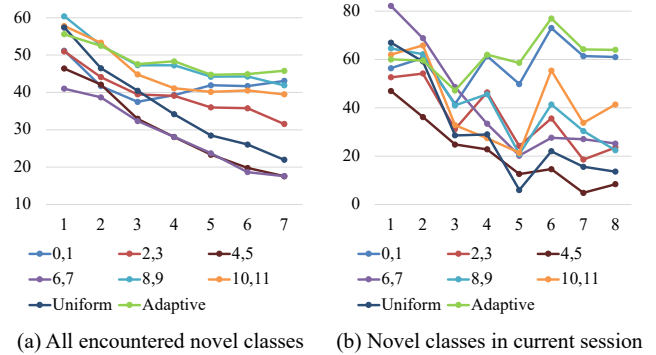 60
50
40
30
20
10
1 2 3 4 5 6 7
0,1 2,3 4,5
6,7 8,9 10,11
Uniform Adaptive
(a) All encountered novel classes
80
60
40
20
0
1 2 3 4 5 6 7 8
0,1 2,3 4,5
6,7 8,9 10,11
Uniform Adaptive
(b) Novel classes in current session